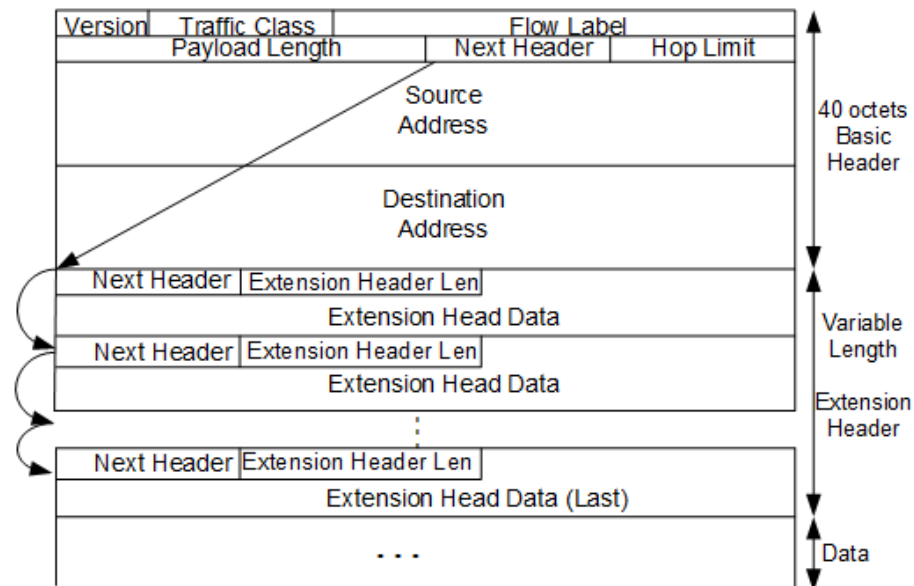 Version Traffic Class Flow Label
Payload Length Next Header Hop Limit
Source
Address
40 octets
Basic
Header
Destination
Address
Next Header Extension Header Len
Extension Head Data
Next Header Extension Header Len
Extension Head Data
Variable
Length
Extension
Header
Next Header Extension Header Len
Extension Head Data (Last)
. . .
Data